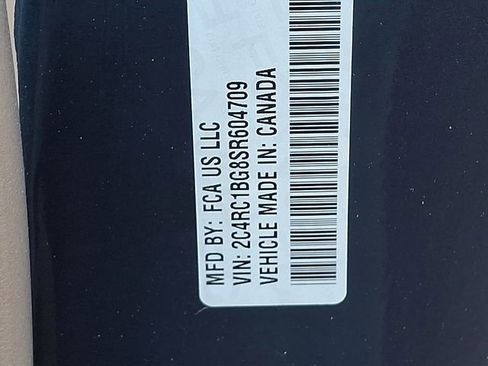 MFD BY: FCA US LLC
VIN: 2C4RC1BG8SR604709
VEHICLE MADE IN: CANADA